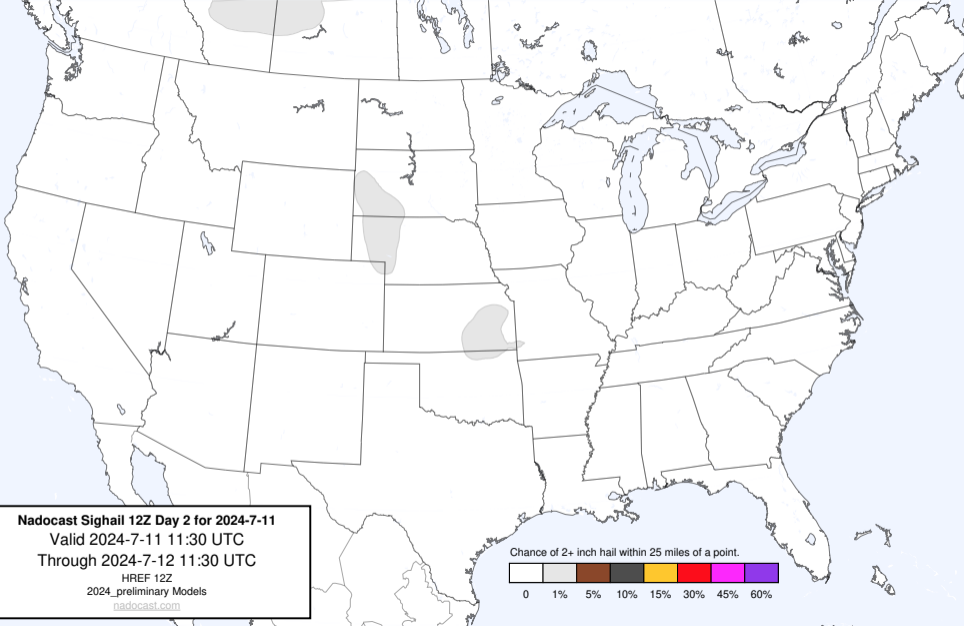 Nadocast Sighail 12Z Day 2 for 2024-7-11
Valid 2024-7-11 11:30 UTC
Through 2024-7-12 11:30 UTC
HREF 12Z
2024_preliminary Models
nadocast.com
Chance of 2+ inch hail within 25 miles of a point.
0 1% 5% 10% 15% 30% 45% 60%